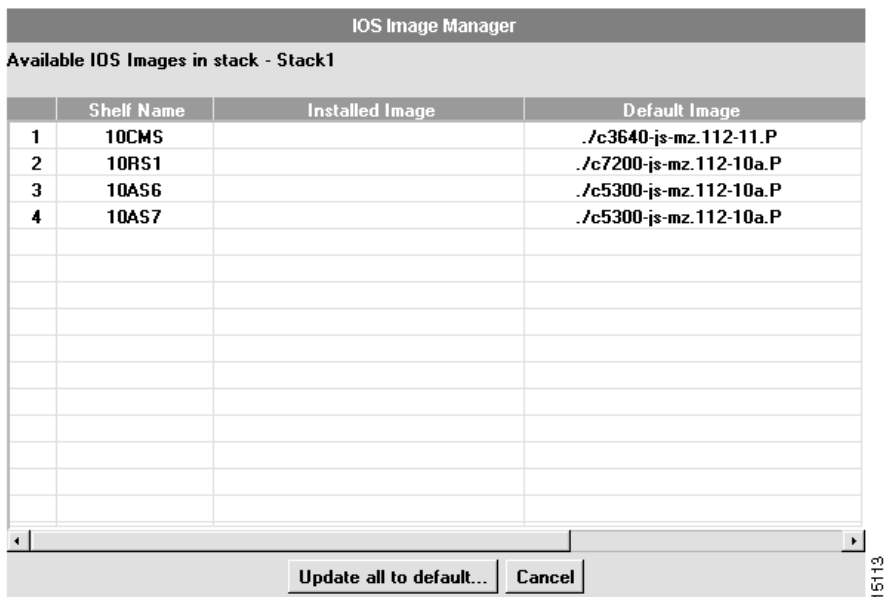 IOS Image Manager
Available IOS Images in stack - Stack1
Shelf Name Installed Image Default Image
1 10CMS ./c3640-js-mz.112-11.P
2 10RS1 ./c7200-js-mz.112-10a.P
3 10AS6 ./c5300-js-mz.112-10a.P
4 10AS7 ./c5300-js-mz.112-10a.P
Update all to default... Cancel
15113